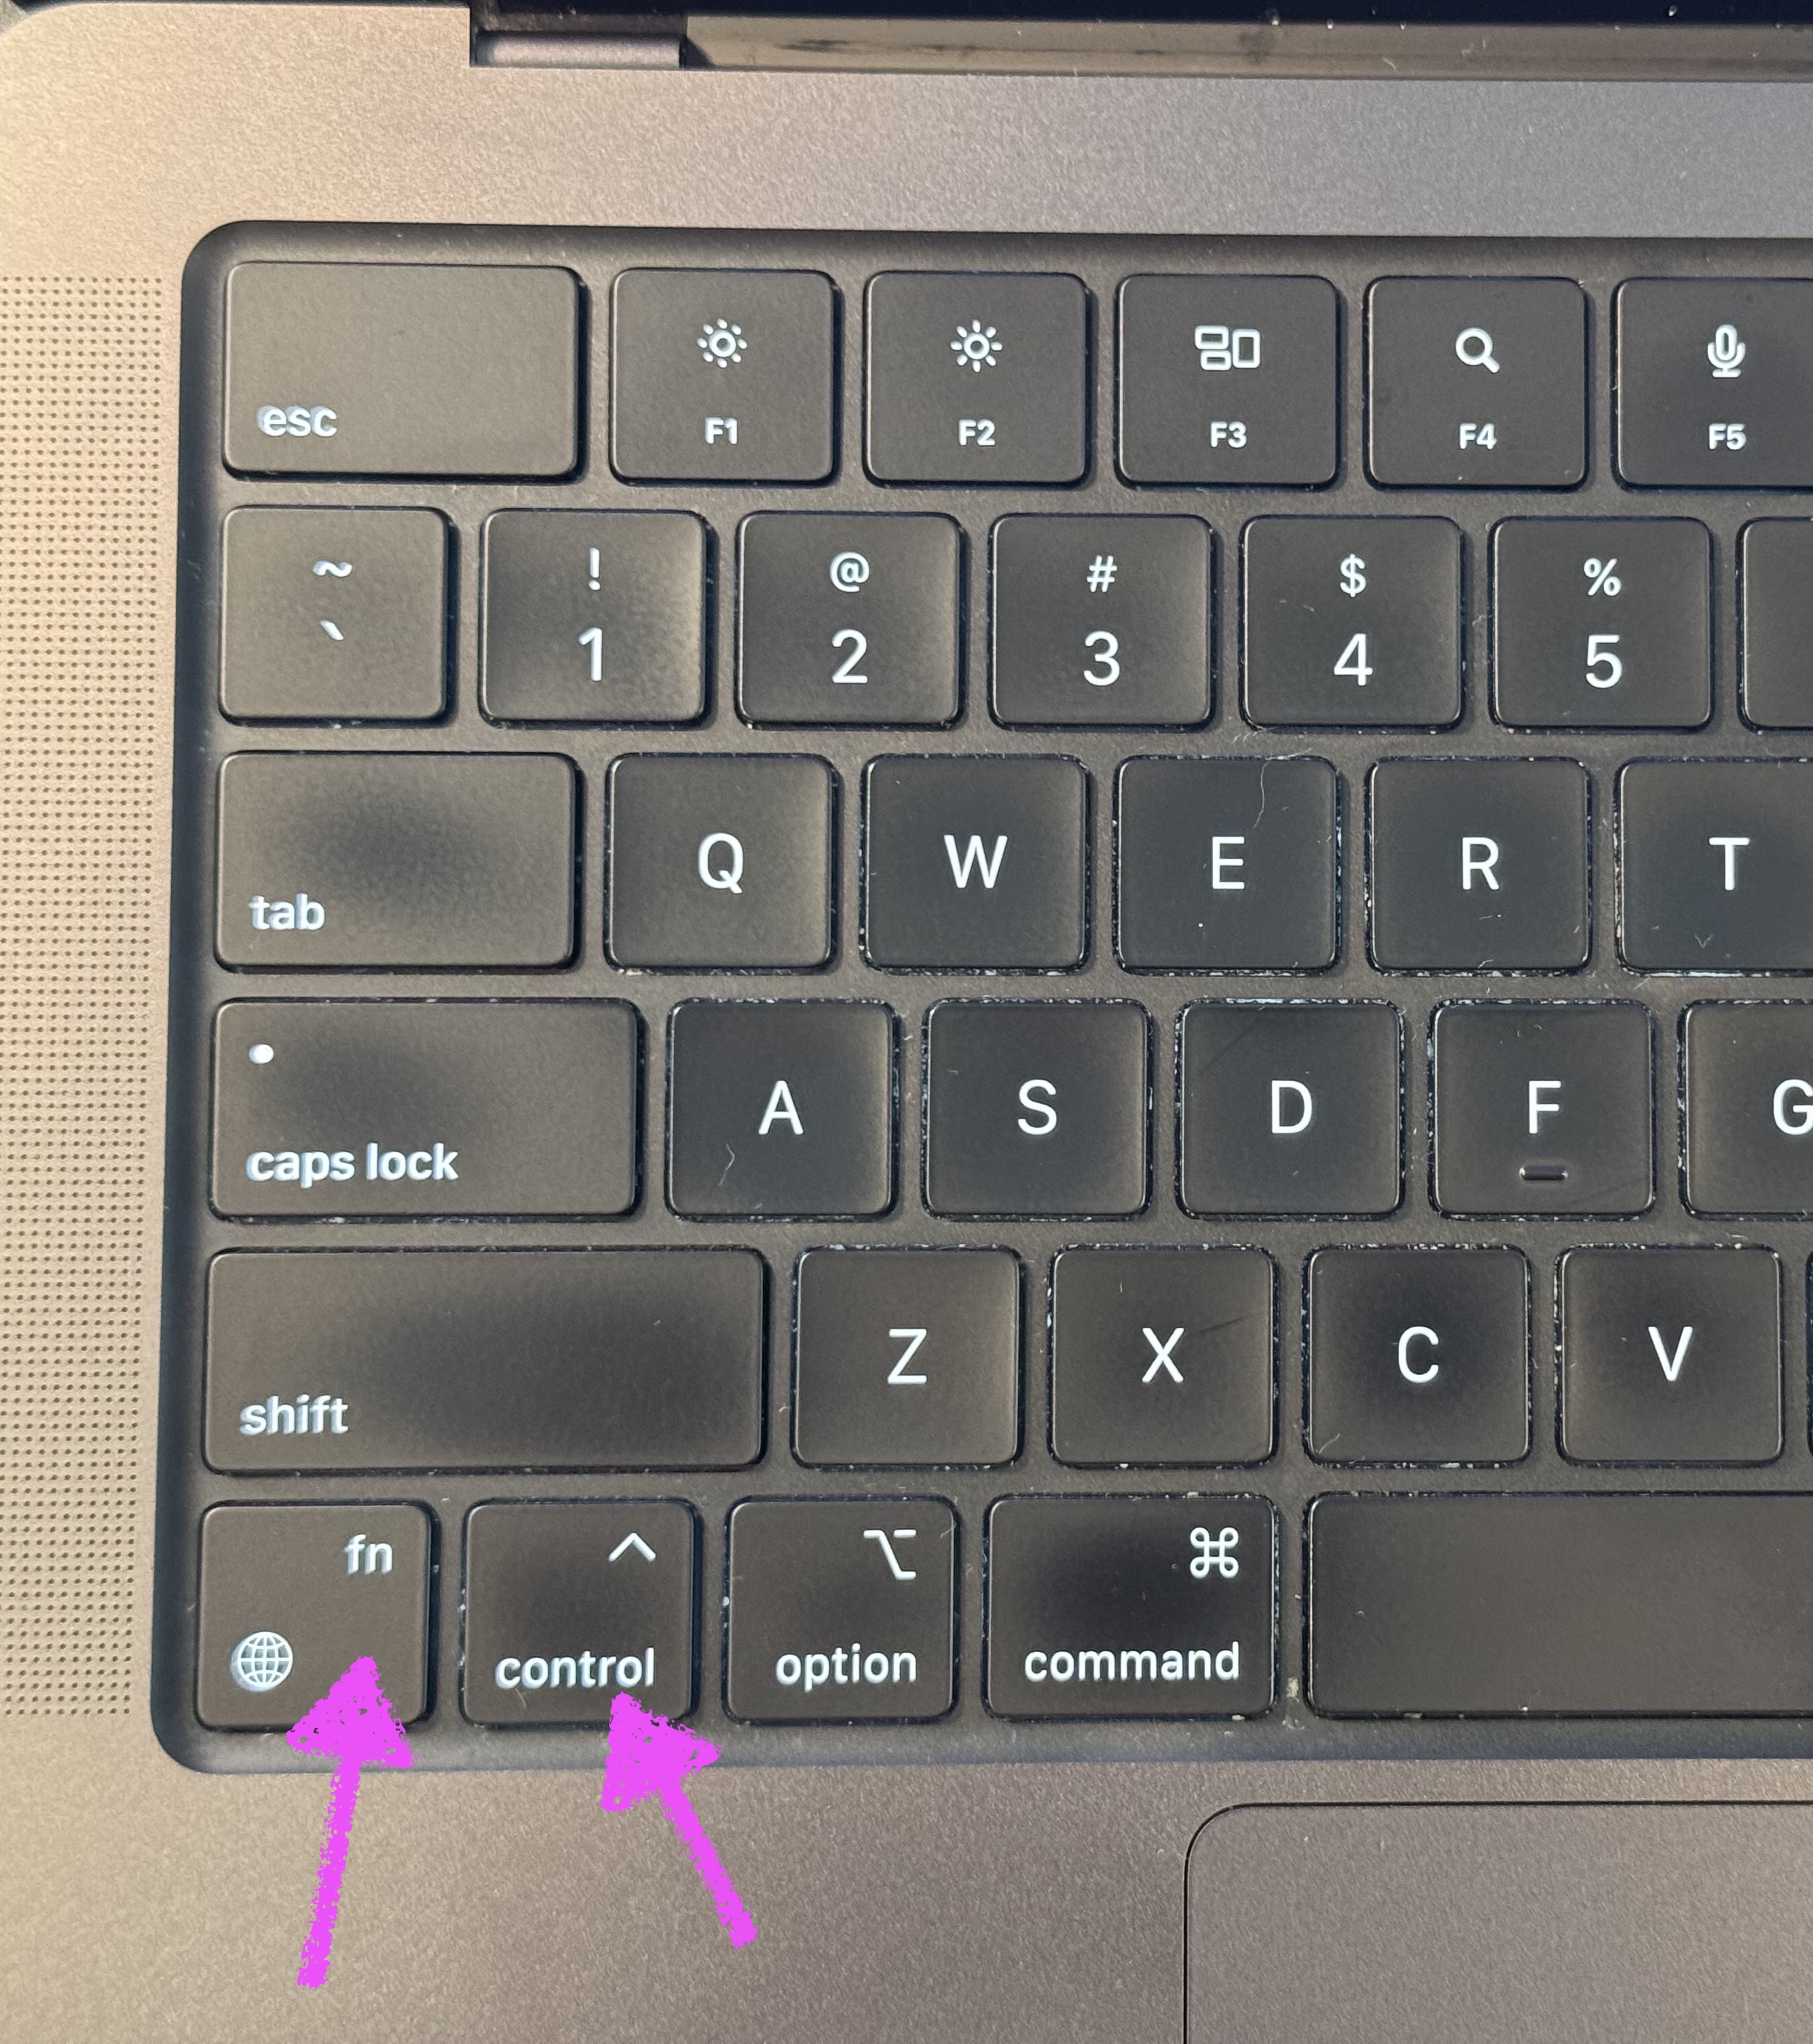 esc F1 F2 F3 F4 F5
~ ! @ # $ %
` 1 2 3 4 5
tab Q W E R T
caps lock A S D F G
shift Z X C V
fn ^ ⌥ ⌘
control option command